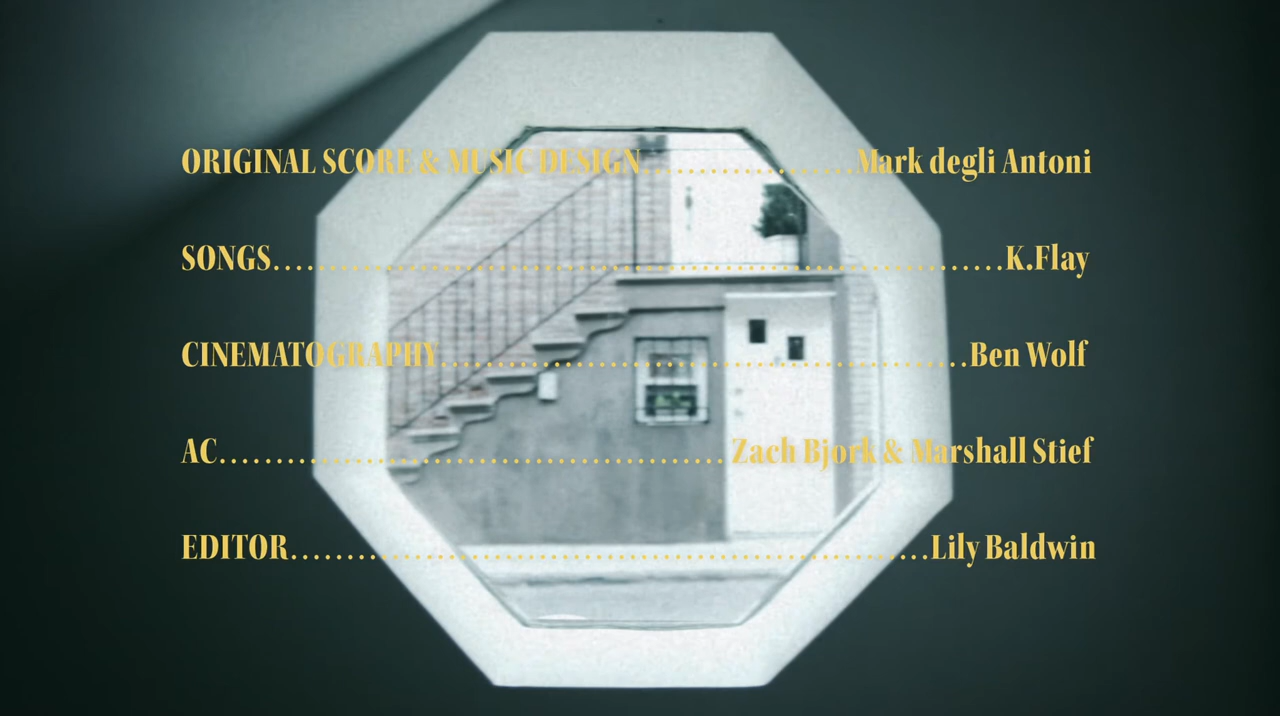 ORIGINAL SCORE & MUSIC DESIGN.................Mark degli Antoni
SONGS..........................................................................K.Flay
CINEMATOGRAPHY......................................................Ben Wolf
AC....................................................Zach Bjork & Marshall Stief
EDITOR..................................................................Lily Baldwin